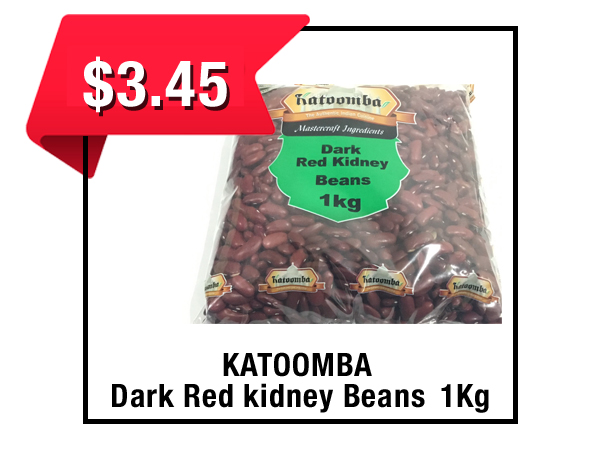 $3.45
Katoomba
Mastercraft Ingredients
Dark
Red Kidney
Beans
1kg
Katoomba
Katoomba
Katoomba
KATOOMBA
Dark Red kidney Beans 1Kg